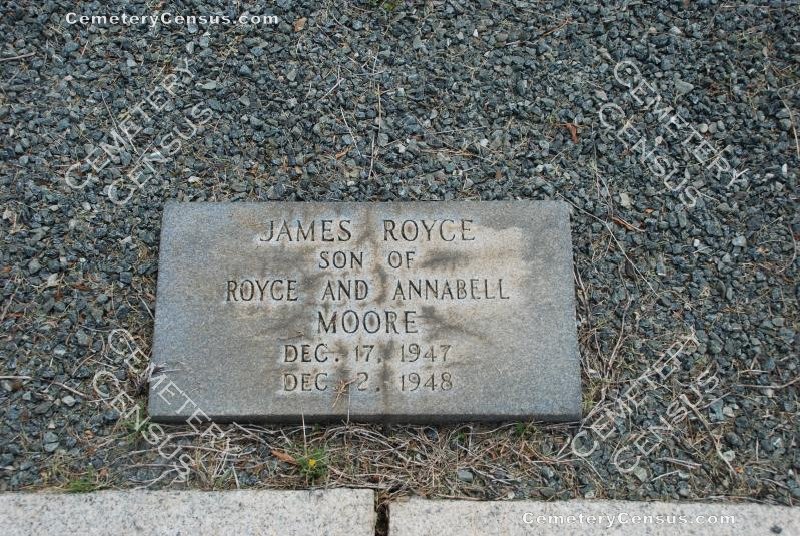 CemeteryCensus.com
CEMETERY CENSUS
CEMETERY CENSUS
JAMES ROYCE
SON OF
ROYCE AND ANNABELL
MOORE
DEC. 17, 1947
DEC. 2, 1948
CEMETERY CENSUS
CEMETERY CENSUS
CemeteryCensus.com